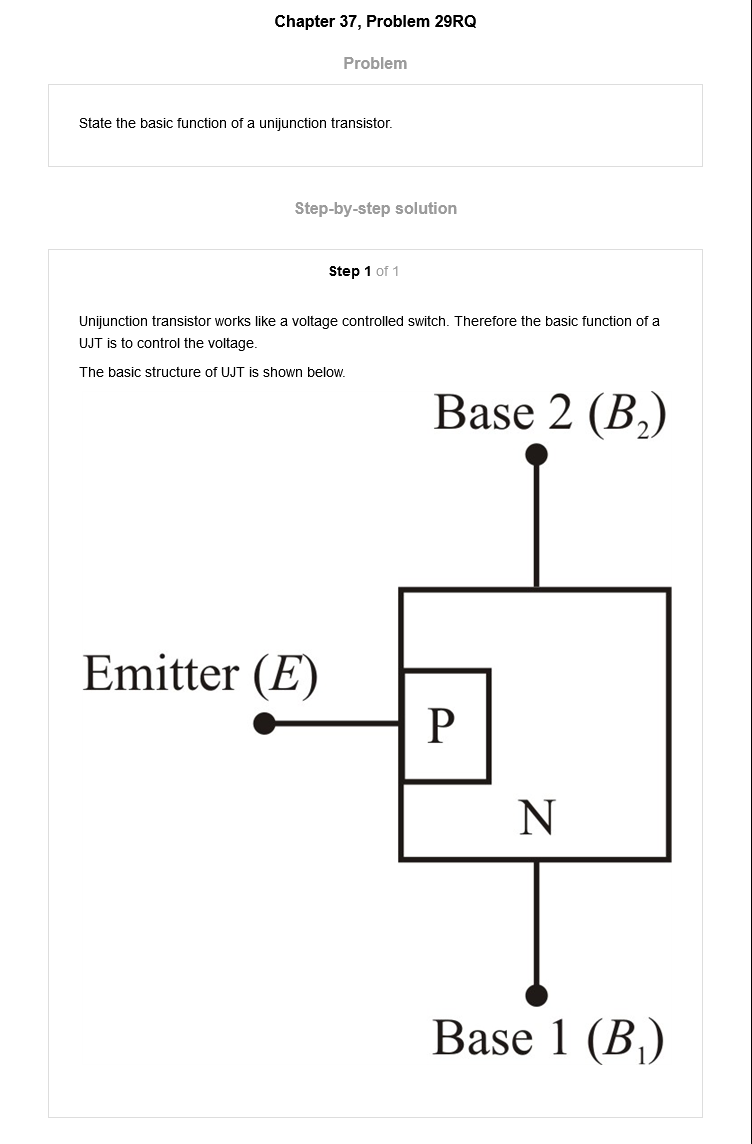 Chapter 37, Problem 29RQ
Problem
State the basic function of a unijunction transistor.
Step-by-step solution
Step 1 of 1
Unijunction transistor works like a voltage controlled switch. Therefore the basic function of a
UJT is to control the voltage.
The basic structure of UJT is shown below.
Base 2 (B₂)
Emitter (E)
P
N
Base 1 (B₁)